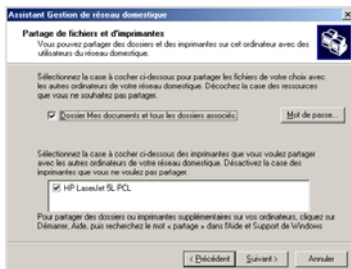 Assistant Gestion de réseau domestique
Partage de fichiers et d'imprimantes
Vous pouvez partager des dossiers et des imprimantes sur cet ordinateur avec des
utilisateurs du réseau domestique.
Sélectionnez la case à cocher ci-dessous pour partager les fichiers de votre choix avec
les autres ordinateurs de votre réseau domestique. Décochez la case des ressources
que vous ne souhaitez pas partager.
Dossier Mes documents et tous les dossiers associés.
Mot de passe...
Sélectionnez la case à cocher ci-dessous des imprimantes que vous voulez partager
avec les autres ordinateurs de votre réseau domestique. Désactivez la case des
imprimantes que vous ne voulez pas partager.
HP LaserJet 5L PCL
Pour partager des dossiers ou imprimantes supplémentaires sur vos ordinateurs, cliquez sur
Démarrer, Aide, puis recherchez le mot « partage » dans l'Aide et Support de Windows
< Précédent
Suivant >
Annuler